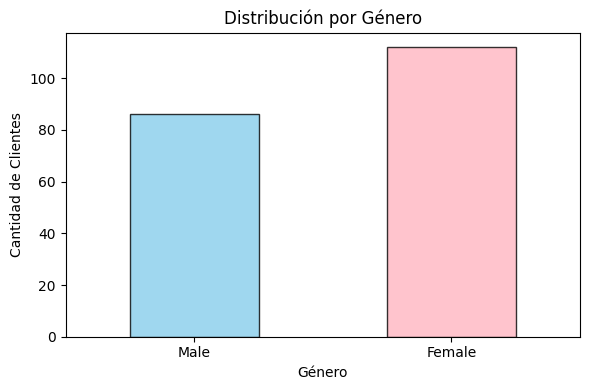 Distribución por Género
Cantidad de Clientes
100
80
60
40
20
0
Male
Female
Género